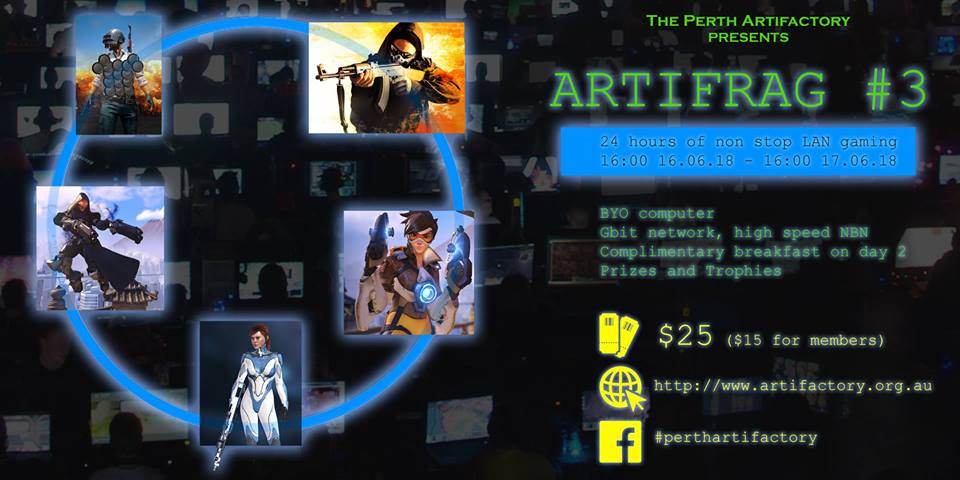 The Perth Artifactory
presents
ARTIFRAG #3
24 hours of non stop LAN gaming
16:00 16.06.18 - 16:00 17.06.18
BYO computer
Gbit network, high speed NBN
Complimentary breakfast on day 2
Prizes and Trophies
$25 ($15 for members)
http://www.artifactory.org.au
#perthartifactory